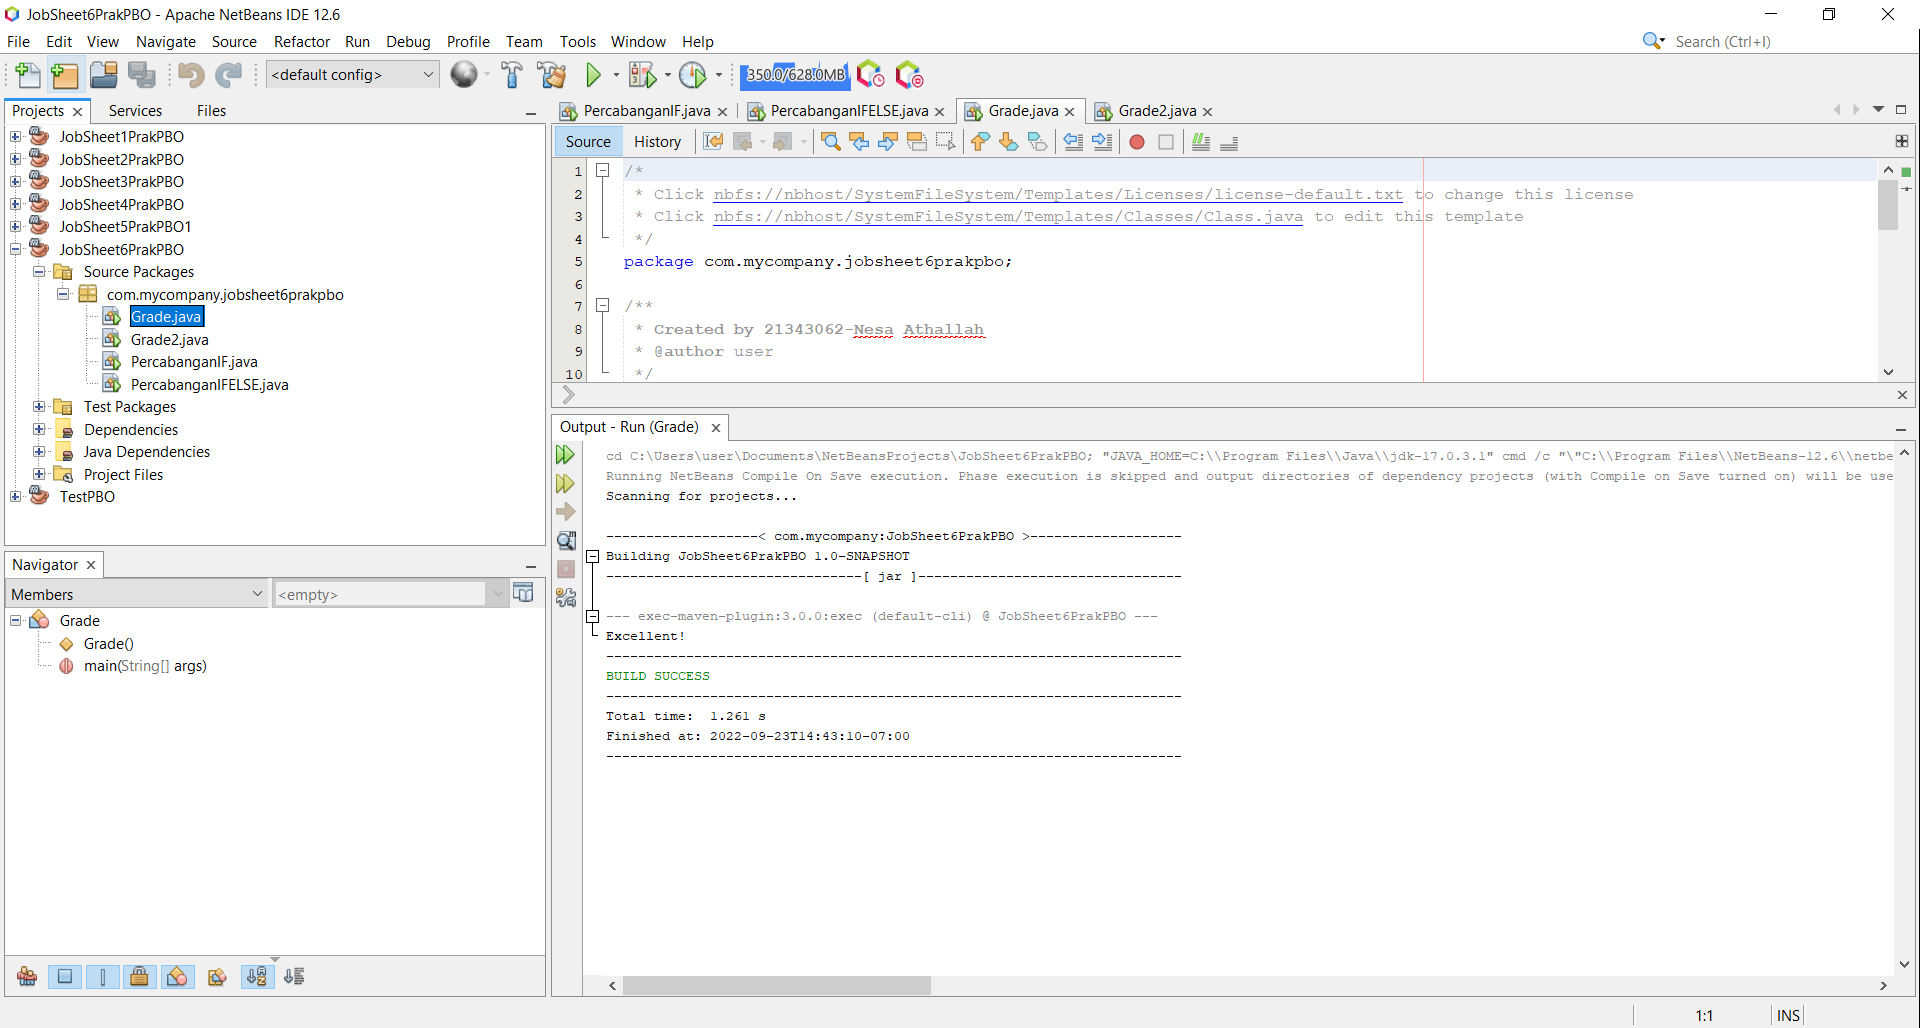 JobSheet6PrakPBO - Apache NetBeans IDE 12.6
File Edit View Navigate Source Refactor Run Debug Profile Team Tools Window Help
Search (Ctrl+I)
<default config>
350.0/628.0MB
Projects Services Files
JobSheet1PrakPBO
JobSheet2PrakPBO
JobSheet3PrakPBO
JobSheet4PrakPBO
JobSheet5PrakPBO1
JobSheet6PrakPBO
Source Packages
com.mycompany.jobsheet6prakpbo
Grade.java
Grade2.java
PercabanganIF.java
PercabanganIFELSE.java
Test Packages
Dependencies
Java Dependencies
Project Files
TestPBO
Navigator
Members
<empty>
Grade
Grade()
main(String[] args)
PercabanganIF.java PercabanganIFELSE.java Grade.java Grade2.java
Source History
1 /*
2 * Click nbfs://nbhost/SystemFileSystem/Templates/Licenses/license-default.txt to change this license
3 * Click nbfs://nbhost/SystemFileSystem/Templates/Classes/Class.java to edit this template
4 */
5 package com.mycompany.jobsheet6prakpbo;
6
7 /**
8 * Created by 21343062-Nesa Athallah
9 * @author user
10 */
Output - Run (Grade)
cd C:\Users\user\Documents\NetBeansProjects\JobSheet6PrakPBO; "JAVA_HOME=C:\\Program Files\\Java\\jdk-17.0.3.1" cmd /c "\"C:\\Program Files\\NetBeans-12.6\\netbe
Running NetBeans Compile On Save execution. Phase execution is skipped and output directories of dependency projects (with Compile on Save turned on) will be use
Scanning for projects...
-------------------< com.mycompany:JobSheet6PrakPBO >-------------------
Building JobSheet6PrakPBO 1.0-SNAPSHOT
--------------------------------[ jar ]---------------------------------
--- exec-maven-plugin:3.0.0:exec (default-cli) @ JobSheet6PrakPBO ---
Excellent!
------------------------------------------------------------------------
BUILD SUCCESS
------------------------------------------------------------------------
Total time:  1.261 s
Finished at: 2022-09-23T14:43:10-07:00
------------------------------------------------------------------------
1:1 INS